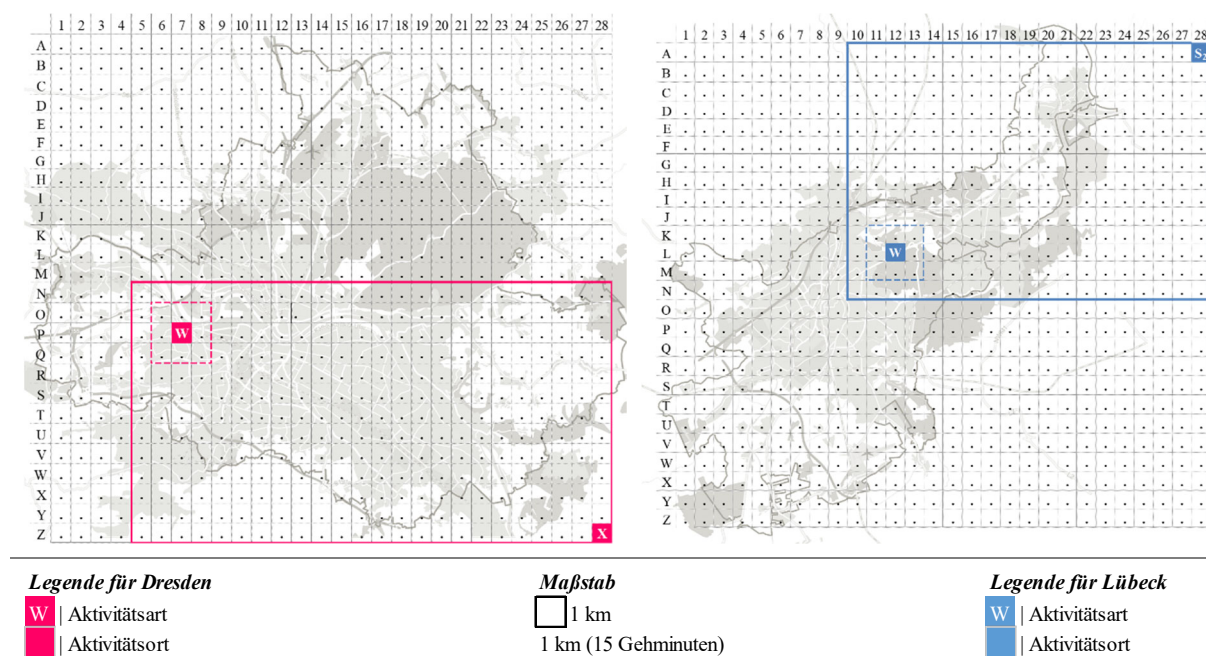 1 2 3 4 5 6 7 8 9 10 11 12 13 14 15 16 17 18 19 20 21 22 23 24 25 26 27 28
A
B
C
D
E
F
G
H
I
J
K
L
M
N
O
P W
Q
R
S
T
U
V
W
X
Y
Z X
1 2 3 4 5 6 7 8 9 10 11 12 13 14 15 16 17 18 19 20 21 22 23 24 25 26 27 28
A S
B
C
D
E
F
G
H
I
J
K
L W
M
N
O
P
Q
R
S
T
U
V
W
X
Y
Z
Legende für Dresden
W | Aktivitätsart
| Aktivitätsort
Maßstab
1 km
1 km (15 Gehminuten)
Legende für Lübeck
W | Aktivitätsart
| Aktivitätsort